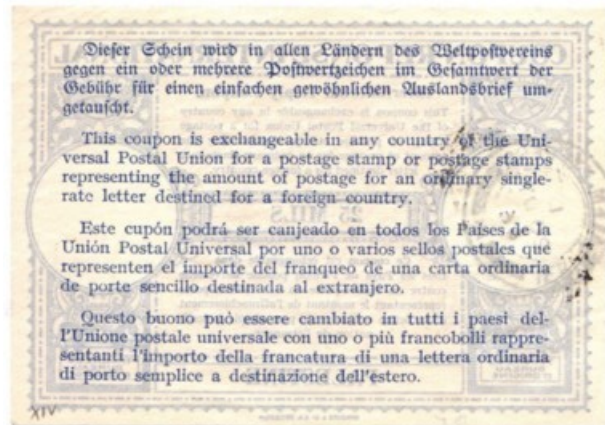 Dieser Schein wird in allen Ländern des Weltpostvereins
gegen ein oder mehrere Postwertzeichen im Gesamtwert der
Gebühr für einen einfachen gewöhnlichen Auslandsbrief um-
getauscht.
This coupon is exchangeable in any country of the Uni-
versal Postal Union for a postage stamp or postage stamps
representing the amount of postage for an ordinary single-
rate letter destined for a foreign country.
Este cupón podrá ser canjeado en todos los Países de la
Unión Postal Universal por uno o varios sellos postales que
representen el importe del franqueo de una carta ordinaria
de porte sencillo destinada al extranjero.
Questo buono può essere cambiato in tutti i paesi del-
l'Unione postale universale con uno o più francobolli rappre-
sentanti l'importo della francatura di una lettera ordinaria
di porto semplice a destinazione dell'estero.
XIV